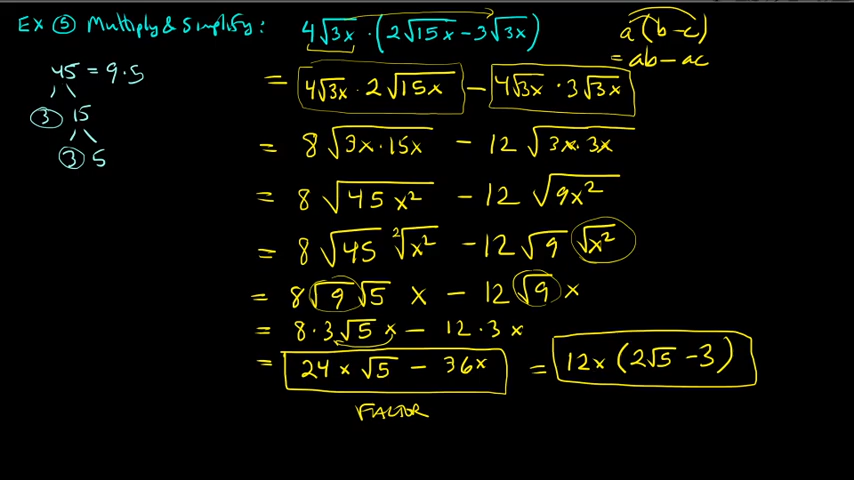 Ex ⑤ Multiply & Simplify: 4√3x · (2√15x − 3√3x)
a(b − c)
= ab − ac
45 = 9·5
3 15
3 5
= 4√3x · 2√15x − 4√3x · 3√3x
= 8√3x·15x − 12√3x·3x
= 8√45x² − 12√9x²
= 8√45 ²√x² − 12√9 √x²
= 8√9 √5 x − 12√9 x
= 8·3√5 x − 12·3x
= 24x√5 − 36x = 12x(2√5 − 3)
FACTOR